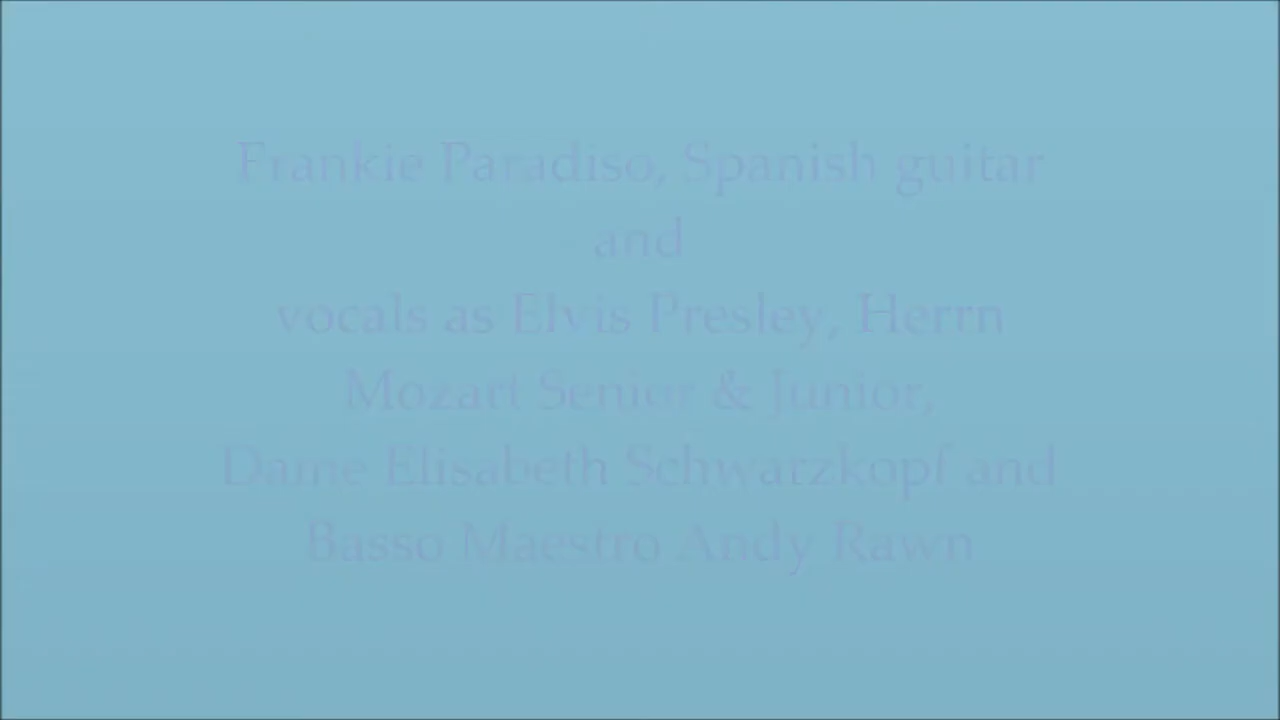 Frankie Paradiso, Spanish guitar
and
vocals as Elvis Presley, Herrn
Mozart Senior & Junior,
Dame Elisabeth Schwarzkopf and
Basso Maestro Andy Rawn